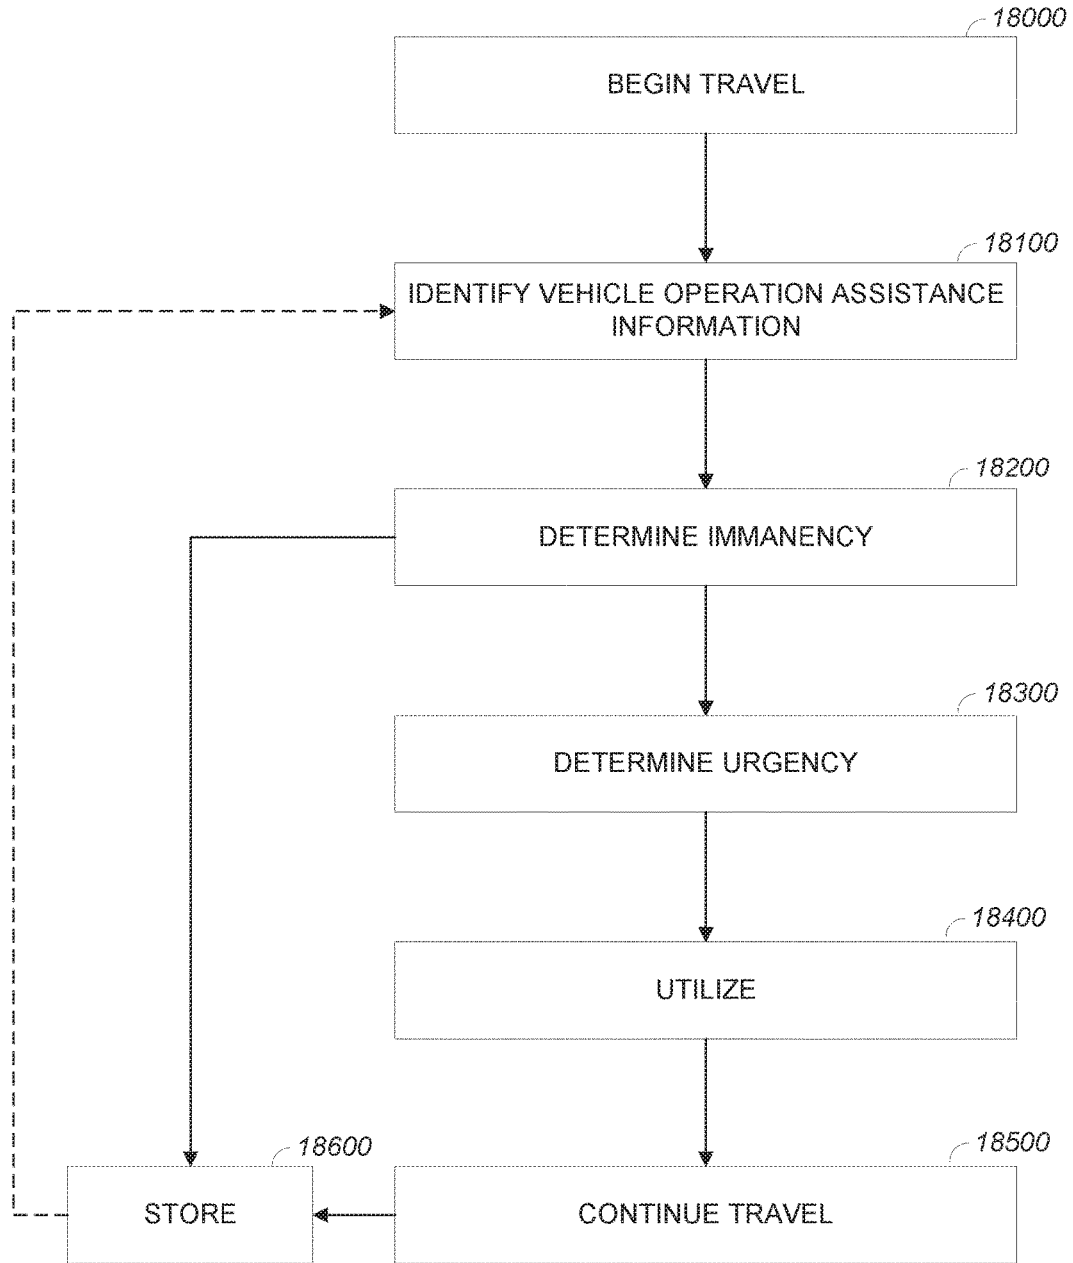 18000
BEGIN TRAVEL
18100
IDENTIFY VEHICLE OPERATION ASSISTANCE
INFORMATION
18200
DETERMINE IMMANENCY
18300
DETERMINE URGENCY
18400
UTILIZE
18500
CONTINUE TRAVEL
18600
STORE